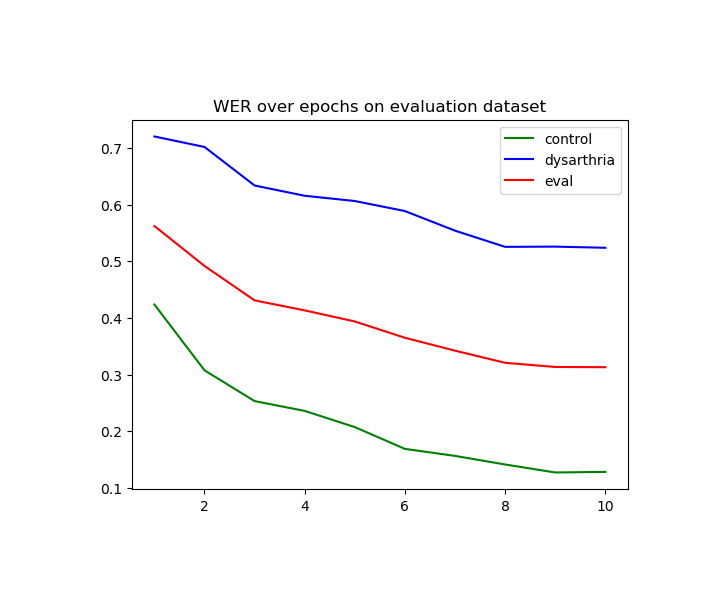 WER over epochs on evaluation dataset
control
dysarthria
eval
0.7
0.6
0.5
0.4
0.3
0.2
0.1
2 4 6 8 10